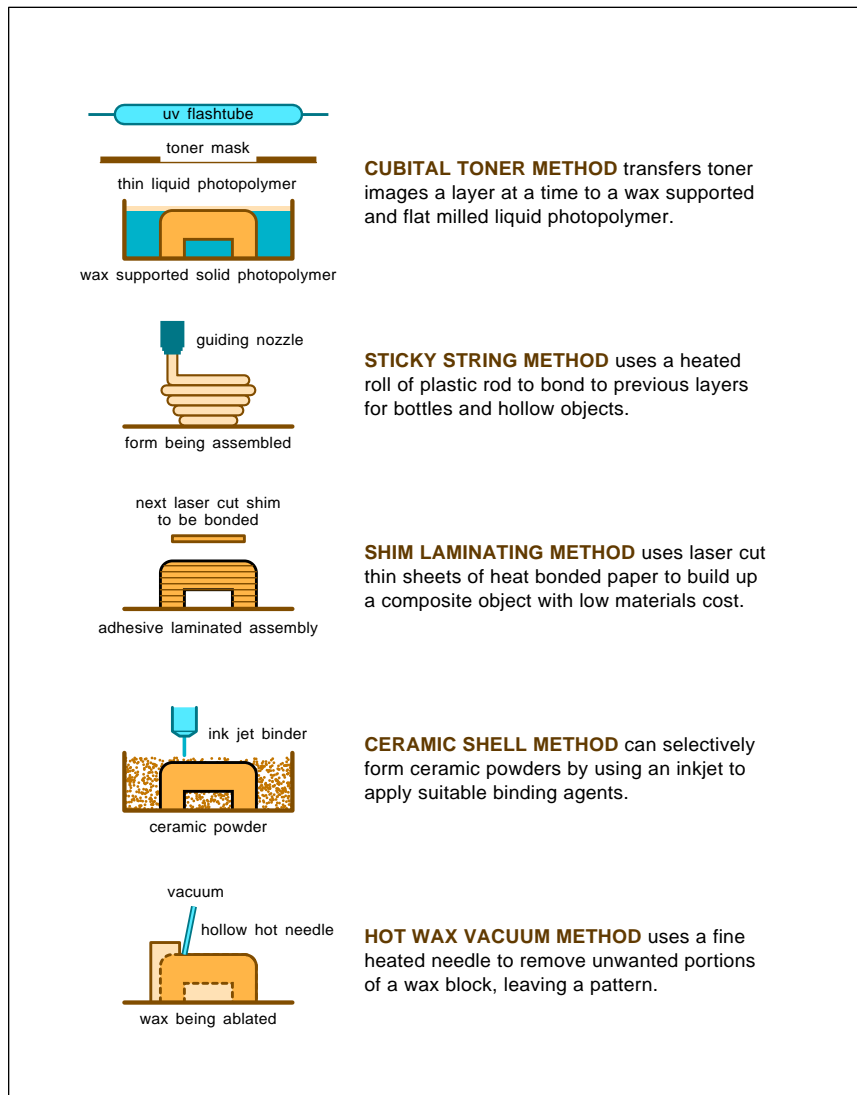 uv flashtube
toner mask
thin liquid photopolymer
wax supported solid photopolymer
CUBITAL TONER METHOD transfers toner
images a layer at a time to a wax supported
and flat milled liquid photopolymer.
guiding nozzle
form being assembled
STICKY STRING METHOD uses a heated
roll of plastic rod to bond to previous layers
for bottles and hollow objects.
next laser cut shim
to be bonded
adhesive laminated assembly
SHIM LAMINATING METHOD uses laser cut
thin sheets of heat bonded paper to build up
a composite object with low materials cost.
ink jet binder
ceramic powder
CERAMIC SHELL METHOD can selectively
form ceramic powders by using an inkjet to
apply suitable binding agents.
vacuum
hollow hot needle
wax being ablated
HOT WAX VACUUM METHOD uses a fine
heated needle to remove unwanted portions
of a wax block, leaving a pattern.